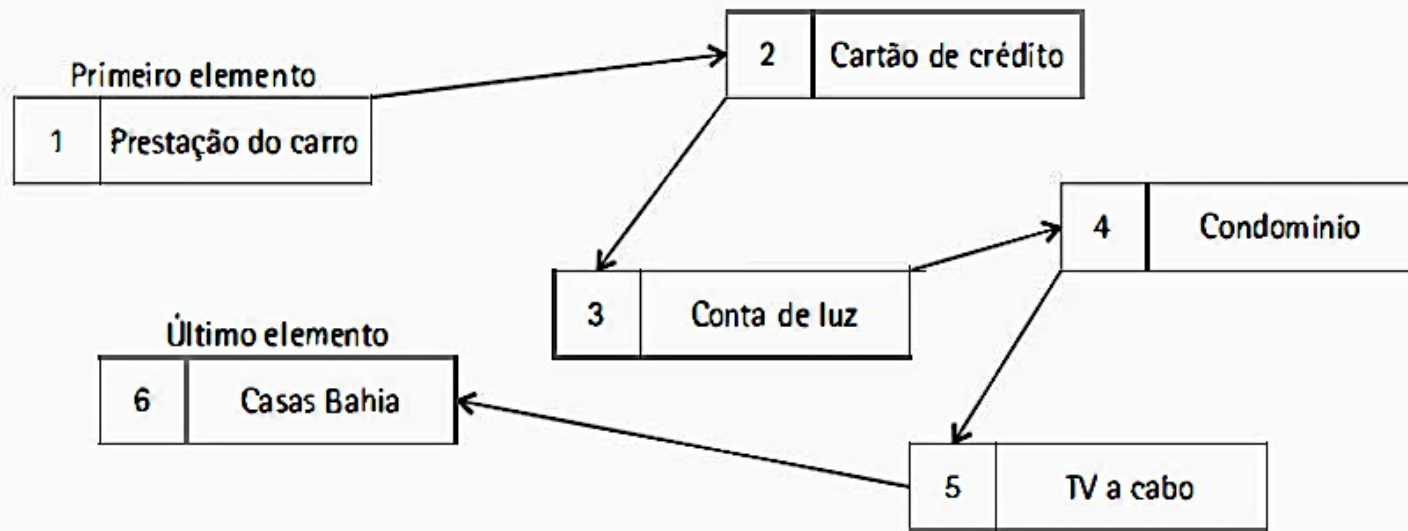 Primeiro elemento
1 Prestação do carro
2 Cartão de crédito
3 Conta de luz
4 Condomínio
5 TV a cabo
Último elemento
6 Casas Bahia